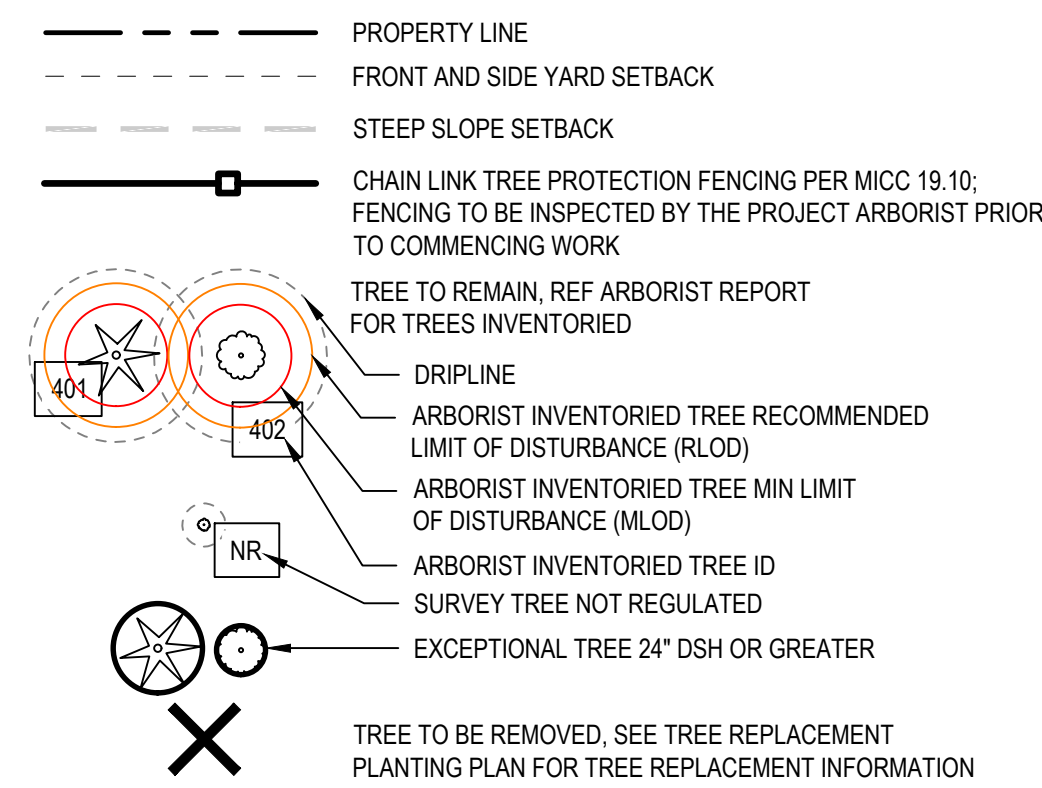 PROPERTY LINE
FRONT AND SIDE YARD SETBACK
STEEP SLOPE SETBACK
CHAIN LINK TREE PROTECTION FENCING PER MICC 19.10;
FENCING TO BE INSPECTED BY THE PROJECT ARBORIST PRIOR
TO COMMENCING WORK
TREE TO REMAIN, REF ARBORIST REPORT
FOR TREES INVENTORIED
DRIPLINE
401
ARBORIST INVENTORIED TREE RECOMMENDED
LIMIT OF DISTURBANCE (RLOD)
402
ARBORIST INVENTORIED TREE MIN LIMIT
OF DISTURBANCE (MLOD)
NR
ARBORIST INVENTORIED TREE ID
SURVEY TREE NOT REGULATED
EXCEPTIONAL TREE 24" DSH OR GREATER
TREE TO BE REMOVED, SEE TREE REPLACEMENT
PLANTING PLAN FOR TREE REPLACEMENT INFORMATION